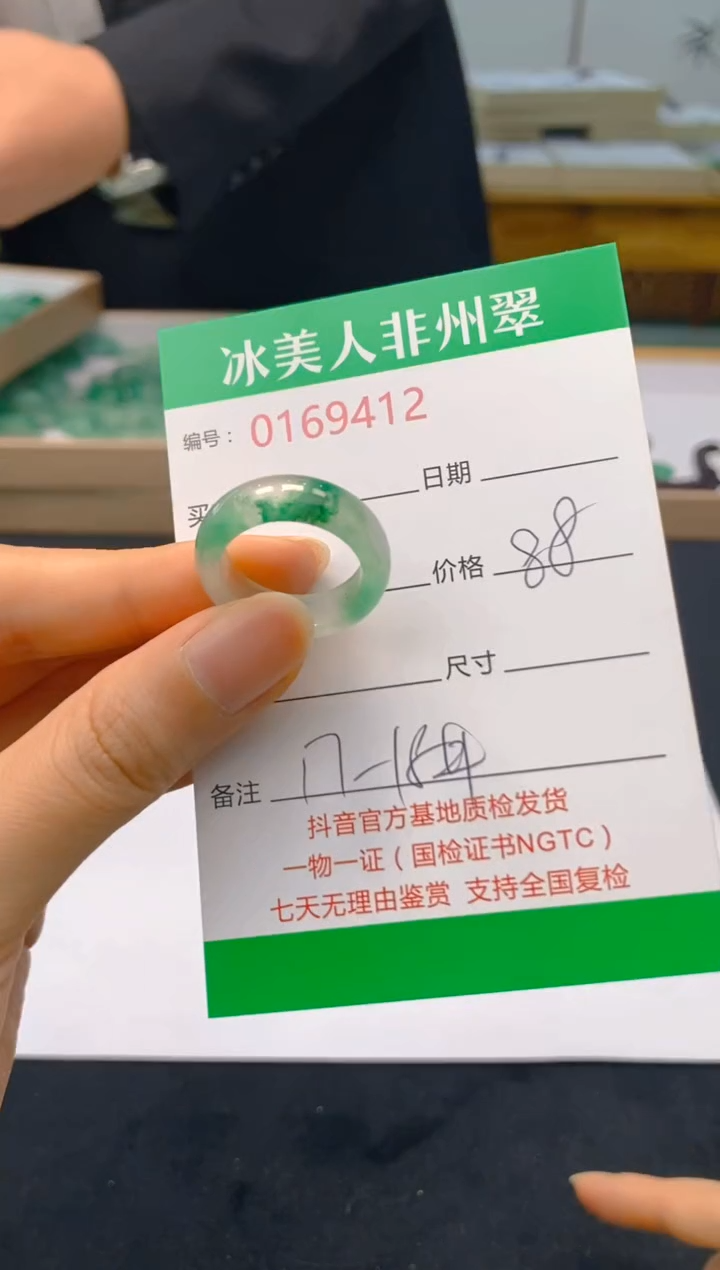 冰美人非州翠
编号： 0169412
买
日期
价格 88
尺寸
备注
抖音官方基地质检发货
一物一证（国检证书NGTC）
七天无理由鉴赏 支持全国复检